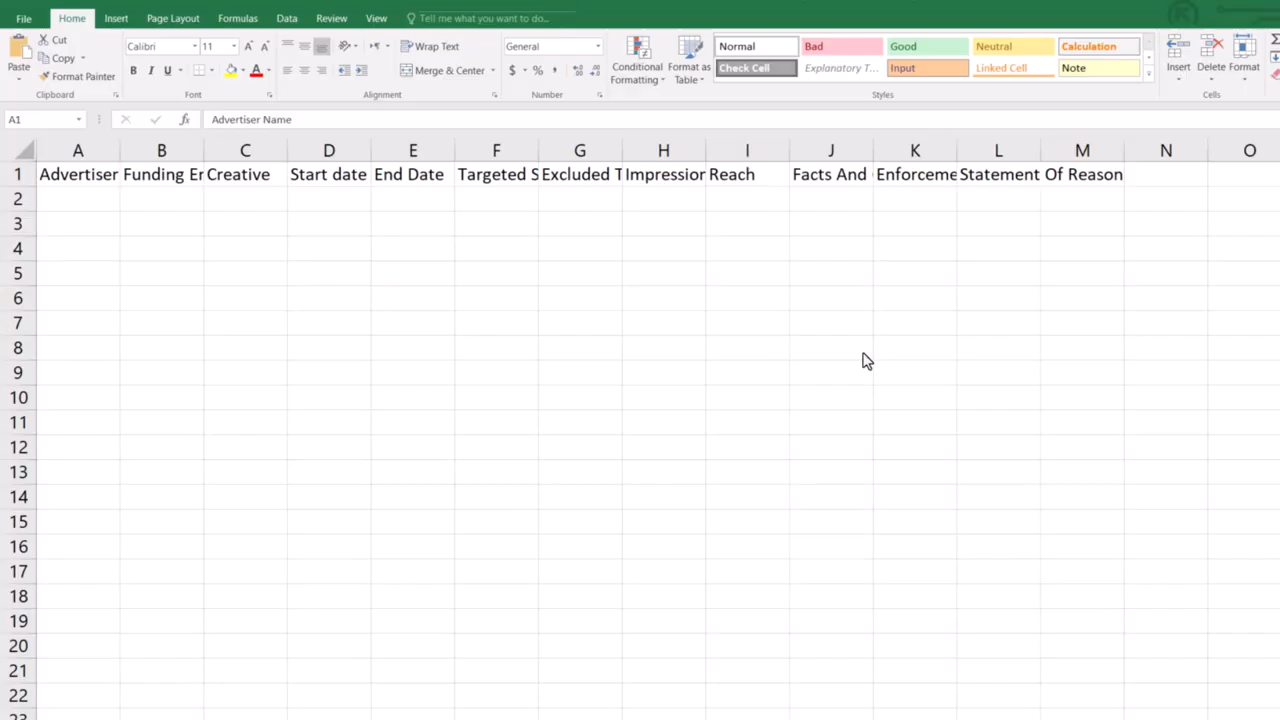 File Home Insert Page Layout Formulas Data Review View Tell me what you want to do...
Cut
Copy
Format Painter
Paste
Clipboard
Calibri 11
B I U
Font
Wrap Text
Merge & Center
Alignment
General
$ % ,
Number
Conditional
Formatting
Format as
Table
Normal Bad Good Neutral Calculation
Check Cell Explanatory T... Input Linked Cell Note
Styles
Insert Delete Format
Cells
A1 fx Advertiser Name
A B C D E F G H I J K L M N O
1 Advertiser Funding Er Creative Start date End Date Targeted S Excluded T Impression Reach Facts And Enforceme Statement Of Reason
2
3
4
5
6
7
8
9
10
11
12
13
14
15
16
17
18
19
20
21
22
23